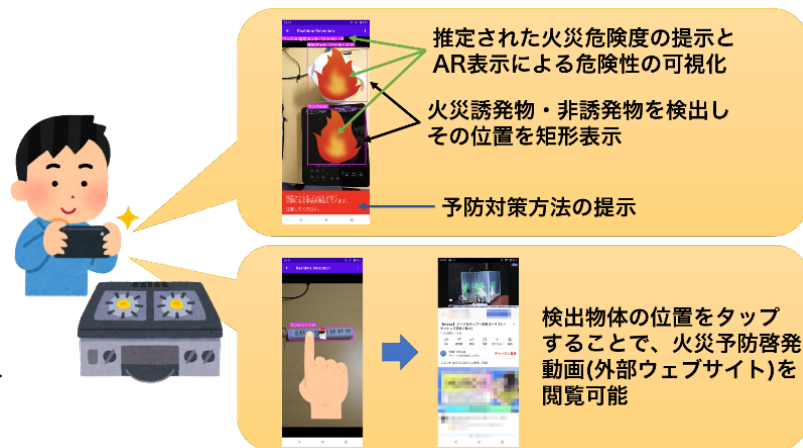 Realtime Detection
推定された火災危険度の提示と
AR表示による危険性の可視化
火災誘発物・非誘発物を検出し
その位置を矩形表示
予防対策方法の提示
Realtime Detection
検出物体の位置をタップ
することで、火災予防啓発
動画(外部ウェブサイト)を
閲覧可能